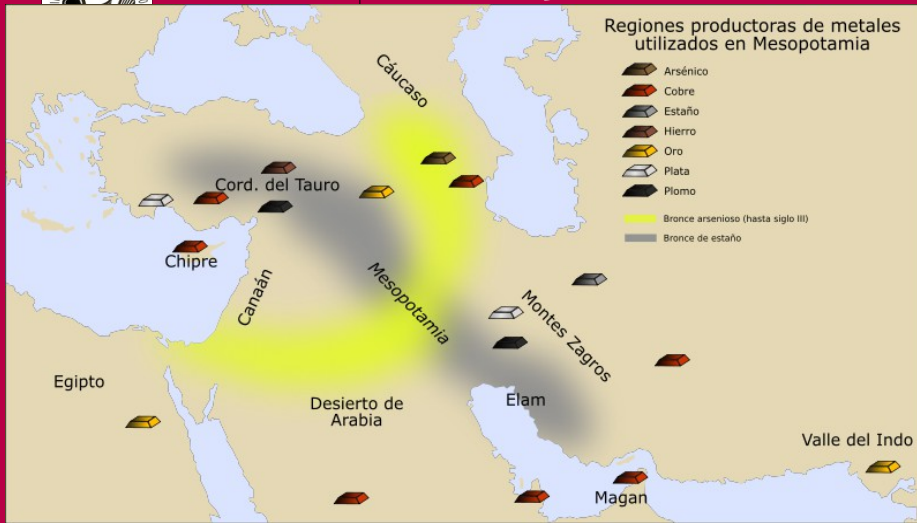 Regiones productoras de metales
utilizados en Mesopotamia
Arsénico
Cobre
Estaño
Hierro
Oro
Plata
Plomo
Bronce arsenioso (hasta siglo III)
Bronce de estaño
Cáucaso
Cord. del Tauro
Chipre
Canaán
Mesopotamia
Montes Zagros
Egipto
Desierto de
Arabia
Elam
Valle del Indo
Magan